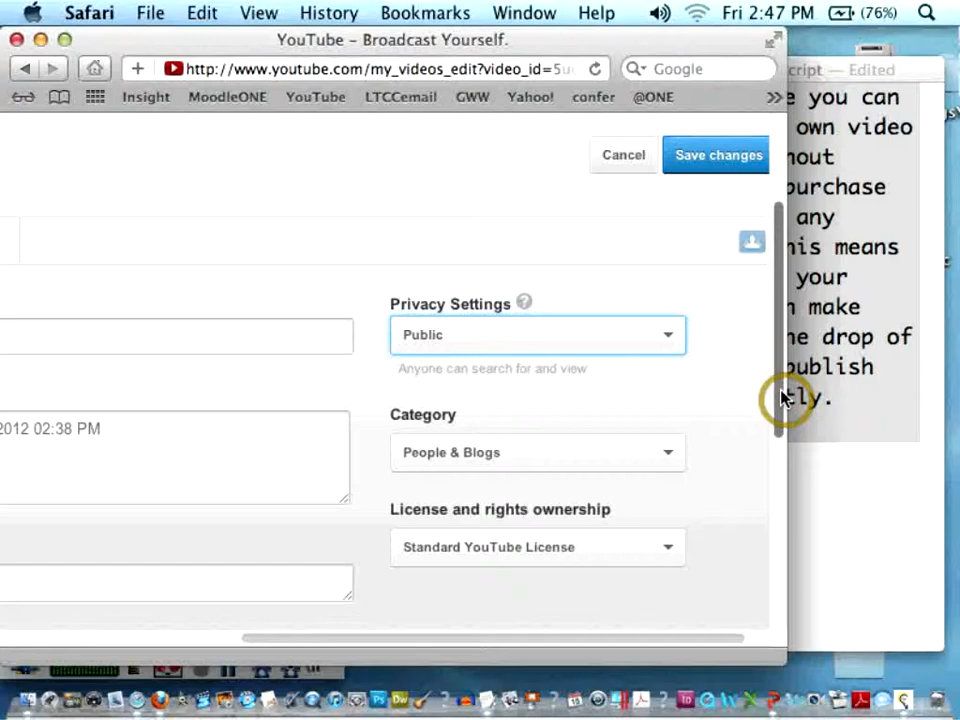 Safari File Edit View History Bookmarks Window Help Fri 2:47 PM (76%)
YouTube – Broadcast Yourself.
cript — Edited
http://www.youtube.com/my_videos_edit?video_id=5u Google
Insight MoodleONE YouTube LTCCemail GWW Yahoo! confer @ONE >>
e you can
own video
hout
purchase
any
his means
your
n make
he drop of
publish
tly.
Cancel Save changes
Privacy Settings ?
Public
Anyone can search for and view
Category
2012 02:38 PM
People & Blogs
License and rights ownership
Standard YouTube License